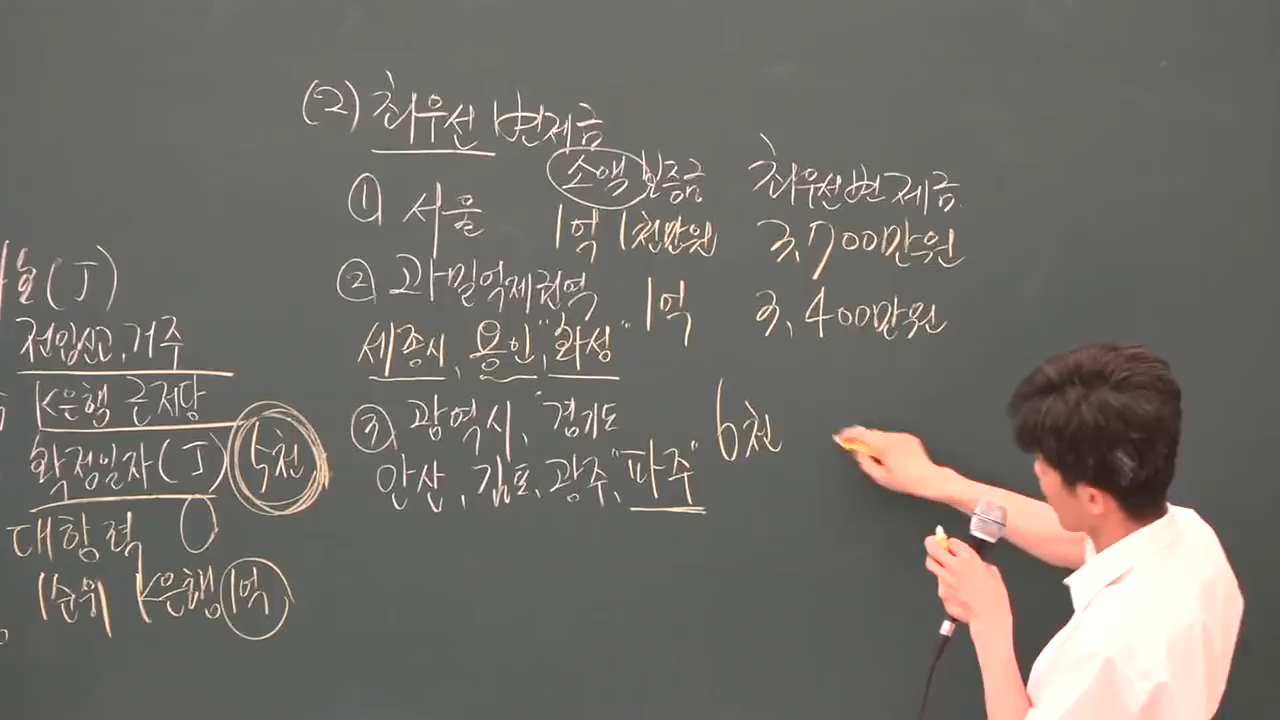 (2) 최우선 변제금
소액 보증금 최우선변제금
① 서울 1억 1천만원 3,700만원
② 과밀억제권역 1억 3,400만원
세종시, 용인, "화성"
③ 광역시, 경기도 6천
안산, 김포, 광주, "파주"
(J)
전입신고, 거주
K은행 근저당
확정일자(J) 5천
대항력 O
1순위 K은행 1억